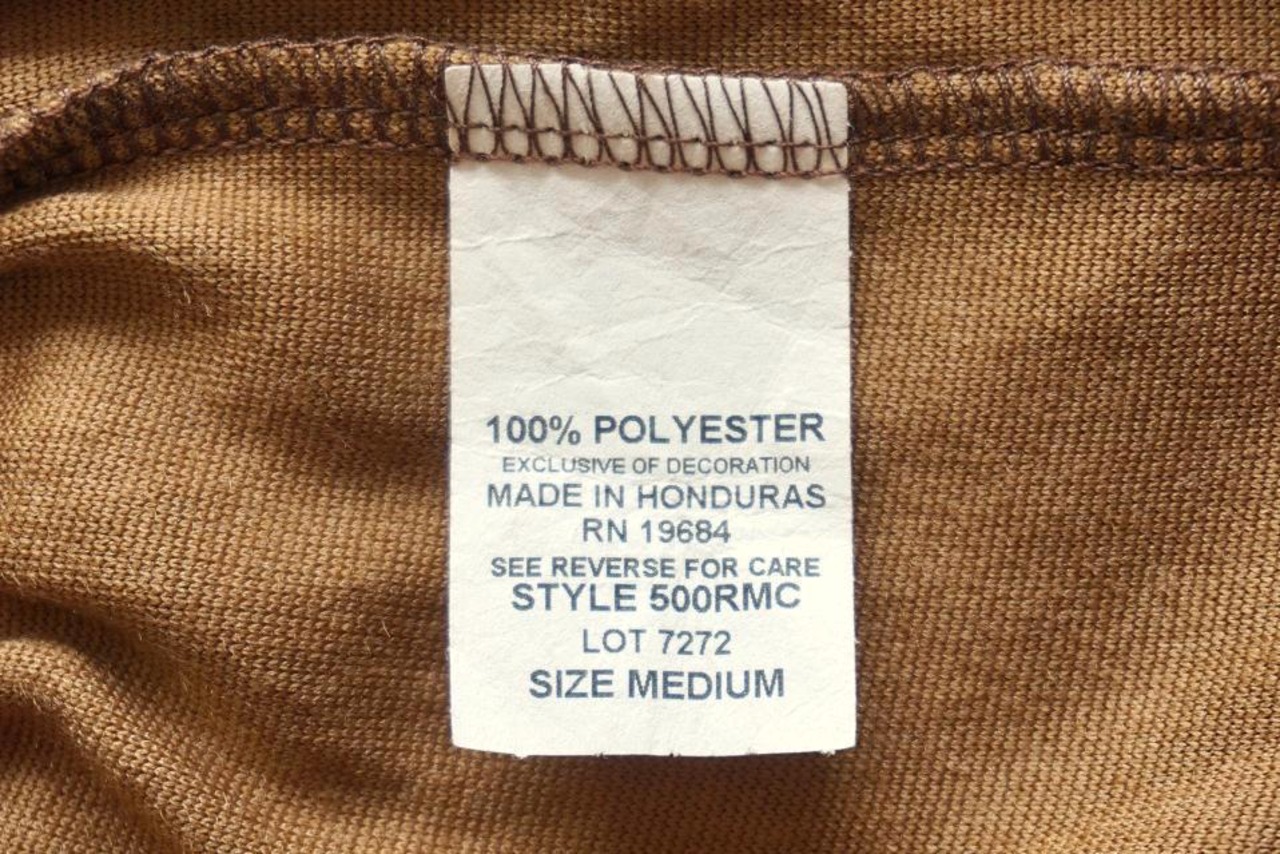 100% POLYESTER
EXCLUSIVE OF DECORATION
MADE IN HONDURAS
RN 19684
SEE REVERSE FOR CARE
STYLE 500RMC
LOT 7272
SIZE MEDIUM